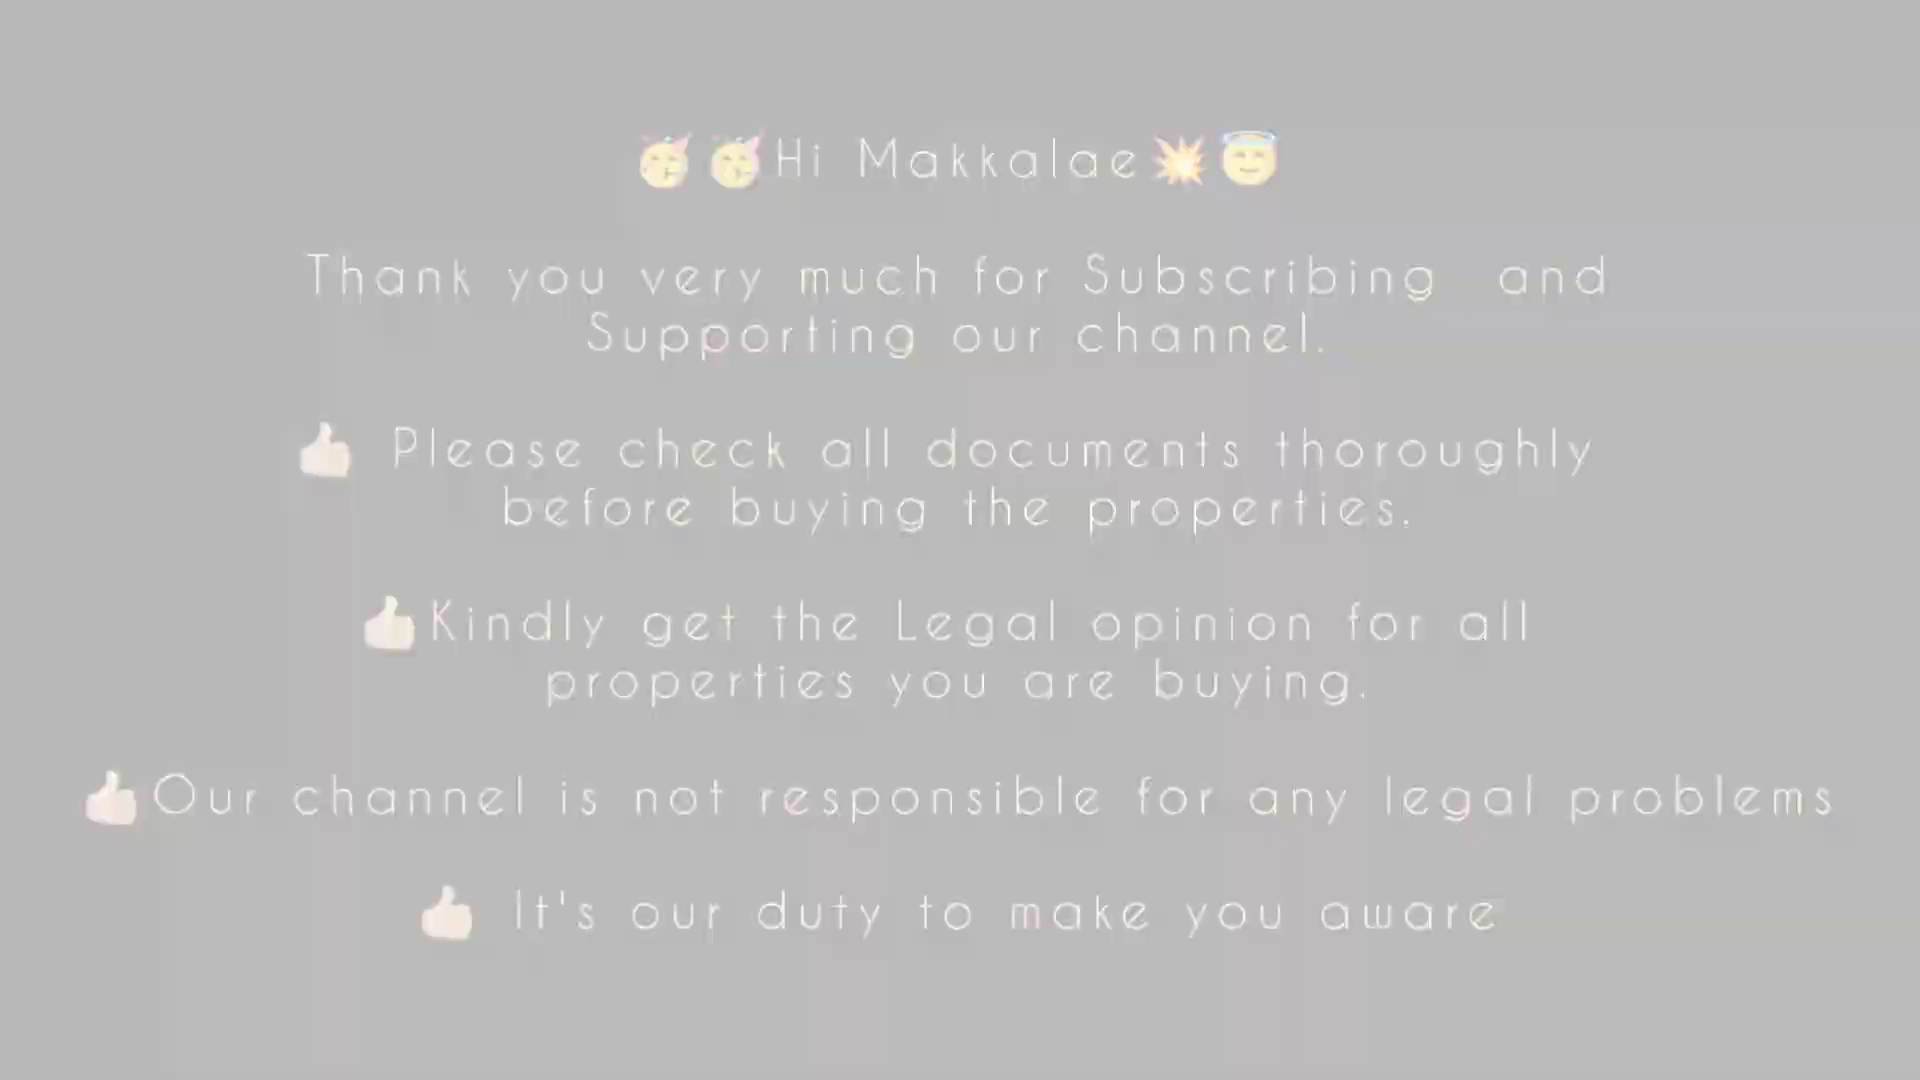 🥳🥳Hi Makkalae💥😇
Thank you very much for Subscribing and
Supporting our channel.
👍🏻 Please check all documents thoroughly
before buying the properties.
👍🏻Kindly get the Legal opinion for all
properties you are buying.
👍🏻Our channel is not responsible for any legal problems
👍🏻 It's our duty to make you aware